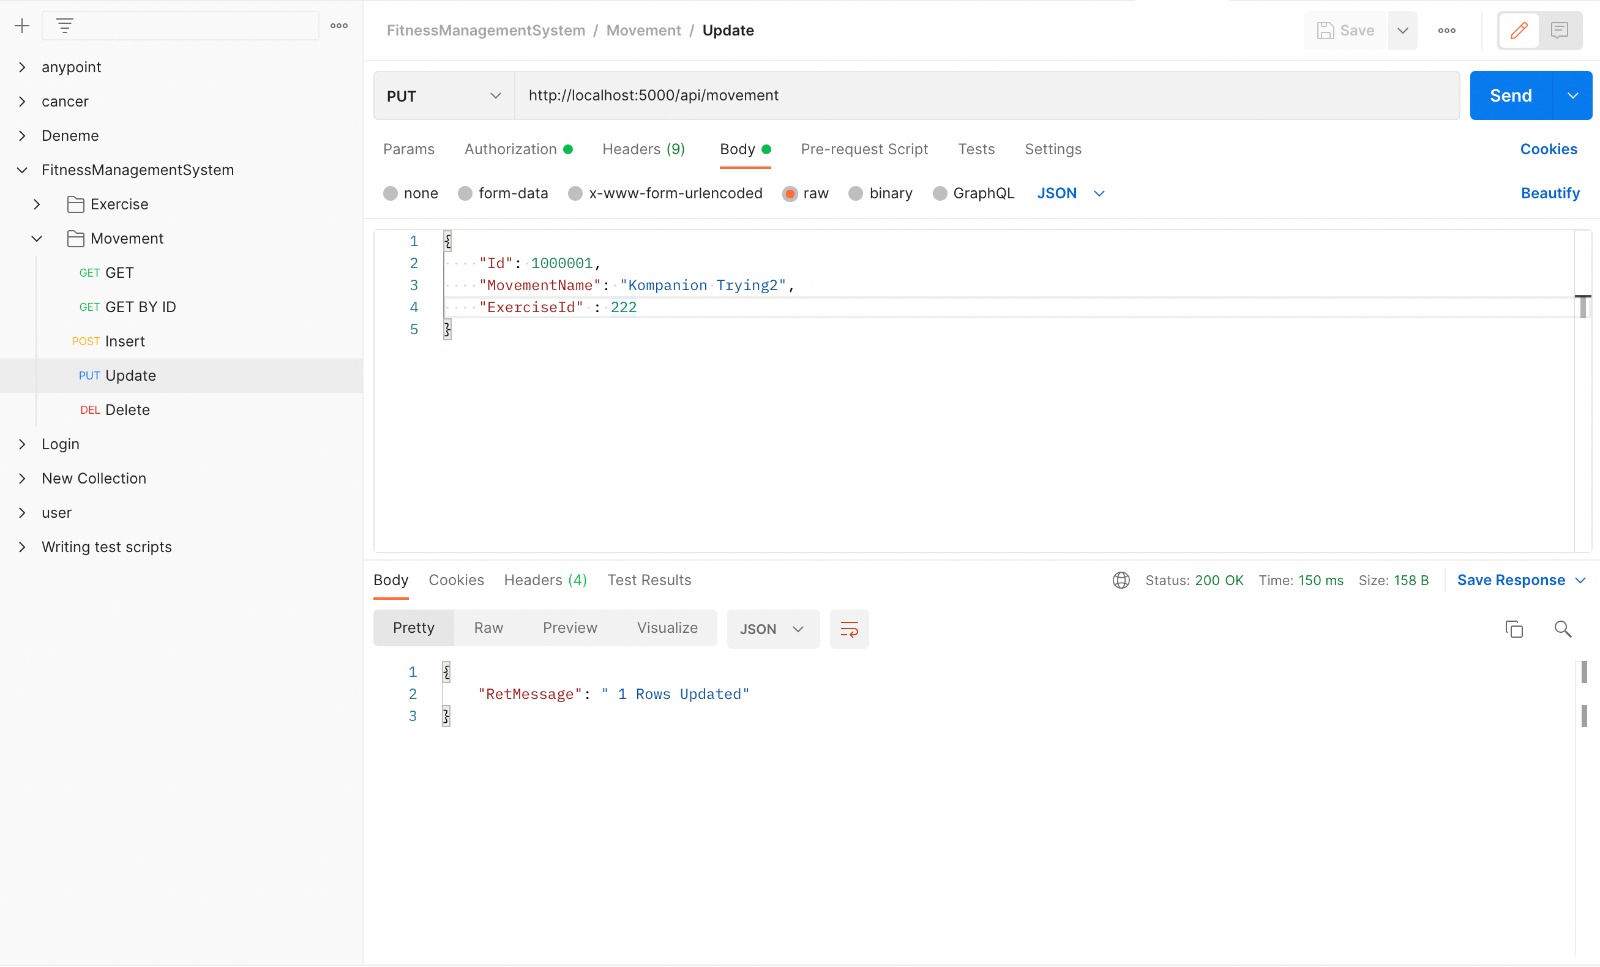 anypoint
cancer
Deneme
FitnessManagementSystem
Exercise
Movement
GET GET
GET GET BY ID
POST Insert
PUT Update
DEL Delete
Login
New Collection
user
Writing test scripts
FitnessManagementSystem / Movement / Update
Save
PUT http://localhost:5000/api/movement Send
Params Authorization Headers (9) Body Pre-request Script Tests Settings Cookies
none form-data x-www-form-urlencoded raw binary GraphQL JSON Beautify
1 {
2 "Id": 1000001,
3 "MovementName": "Kompanion Trying2",
4 "ExerciseId" : 222
5 }
Body Cookies Headers (4) Test Results Status: 200 OK Time: 150 ms Size: 158 B Save Response
Pretty Raw Preview Visualize JSON
1 {
2 "RetMessage": " 1 Rows Updated"
3 }